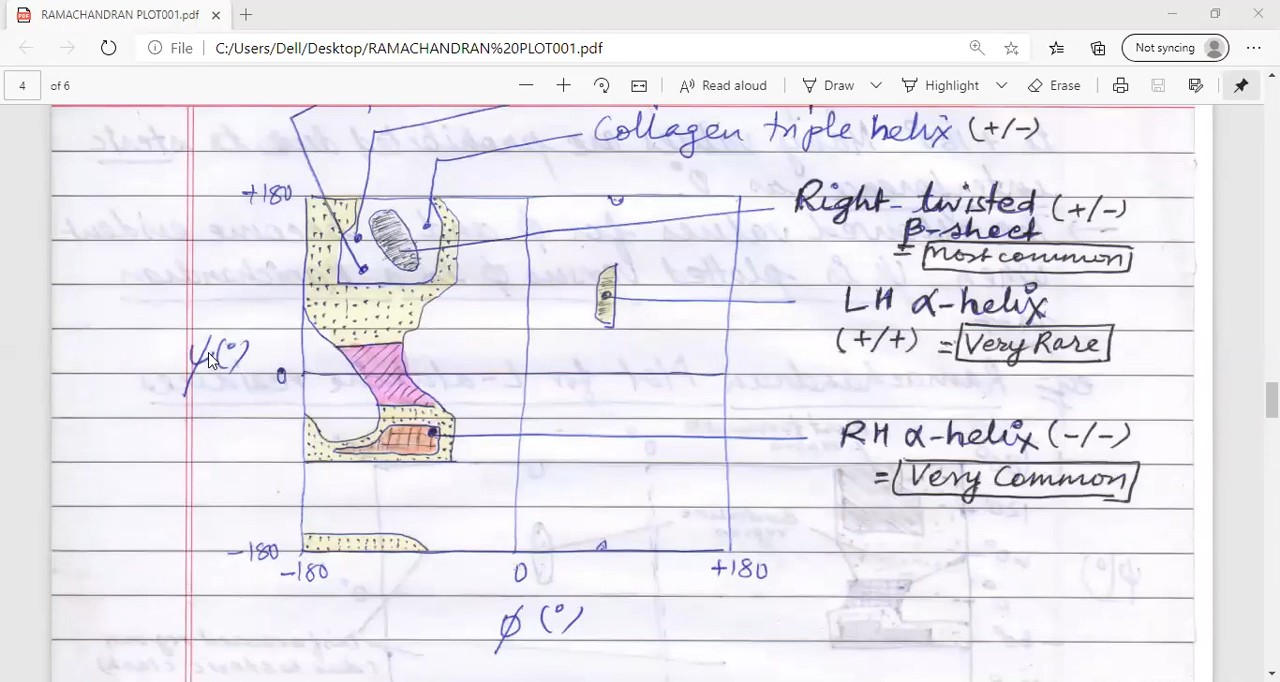 RAMACHANDRAN PLOT001.pdf
File
C:/Users/Dell/Desktop/RAMACHANDRAN%20PLOT001.pdf
Not syncing
4 of 6
Read aloud
Draw
Highlight
Erase
Collagen triple helix (+/-)
+180
Right-twisted (+/-)
β-sheet
= Most common
LH α-helix
(+/+) = Very Rare
ψ(°)
0
RH α-helix (-/-)
= Very Common
-180
-180
0
+180
ϕ (°)